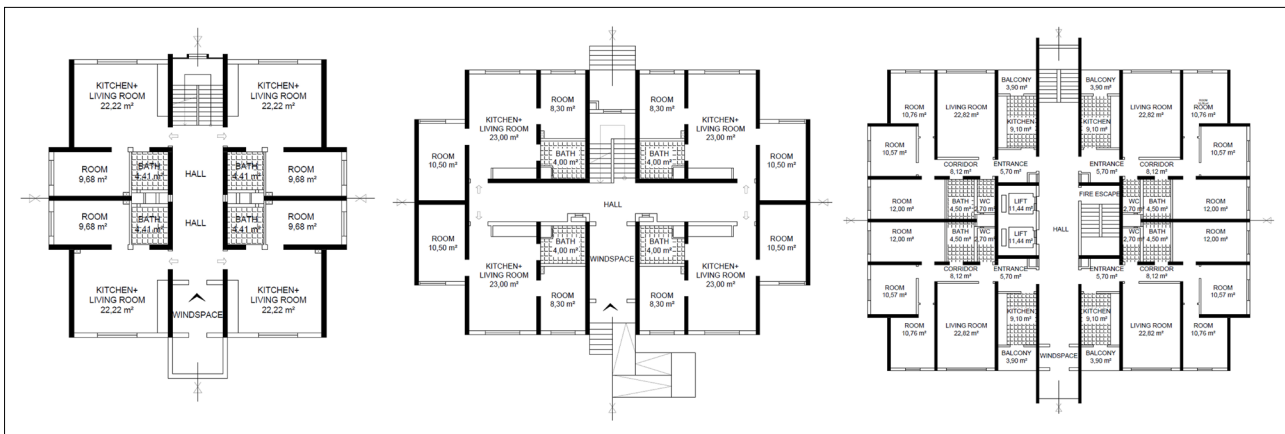 KITCHEN+
LIVING ROOM
22,22 m²
KITCHEN+
LIVING ROOM
22,22 m²
ROOM
9,68 m²
BATH
4,41 m²
HALL
BATH
4,41 m²
ROOM
9,68 m²
ROOM
9,68 m²
BATH
4,41 m²
HALL
BATH
4,41 m²
ROOM
9,68 m²
KITCHEN+
LIVING ROOM
22,22 m²
WINDSPACE
KITCHEN+
LIVING ROOM
22,22 m²
KITCHEN+
LIVING ROOM
23,00 m²
ROOM
8,30 m²
ROOM
8,30 m²
KITCHEN+
LIVING ROOM
23,00 m²
ROOM
10,50 m²
BATH
4,00 m²
BATH
4,00 m²
ROOM
10,50 m²
HALL
ROOM
10,50 m²
BATH
4,00 m²
WINDSPACE
BATH
4,00 m²
ROOM
10,50 m²
KITCHEN+
LIVING ROOM
23,00 m²
ROOM
8,30 m²
ROOM
8,30 m²
KITCHEN+
LIVING ROOM
23,00 m²
BALCONY
3,90 m²
BALCONY
3,90 m²
ROOM
10,76 m²
LIVING ROOM
22,82 m²
KITCHEN
9,10 m²
KITCHEN
9,10 m²
LIVING ROOM
22,82 m²
ROOM
10,76 m²
ROOM
10,57 m²
ROOM
10,57 m²
CORRIDOR
8,12 m²
ENTRANCE
5,70 m²
ENTRANCE
5,70 m²
CORRIDOR
8,12 m²
FIRE ESCAPE
ROOM
12,00 m²
BATH
4,50 m²
WC
2,70 m²
LIFT
11,44 m²
WC
2,70 m²
BATH
4,50 m²
ROOM
12,00 m²
ROOM
12,00 m²
BATH
4,50 m²
WC
2,70 m²
LIFT
11,44 m²
HALL
WC
2,70 m²
BATH
4,50 m²
ROOM
12,00 m²
CORRIDOR
8,12 m²
ENTRANCE
5,70 m²
ENTRANCE
5,70 m²
CORRIDOR
8,12 m²
ROOM
10,57 m²
ROOM
10,57 m²
ROOM
10,76 m²
LIVING ROOM
22,82 m²
KITCHEN
9,10 m²
KITCHEN
9,10 m²
LIVING ROOM
22,82 m²
ROOM
10,76 m²
BALCONY
3,90 m²
WINDSPACE
BALCONY
3,90 m²